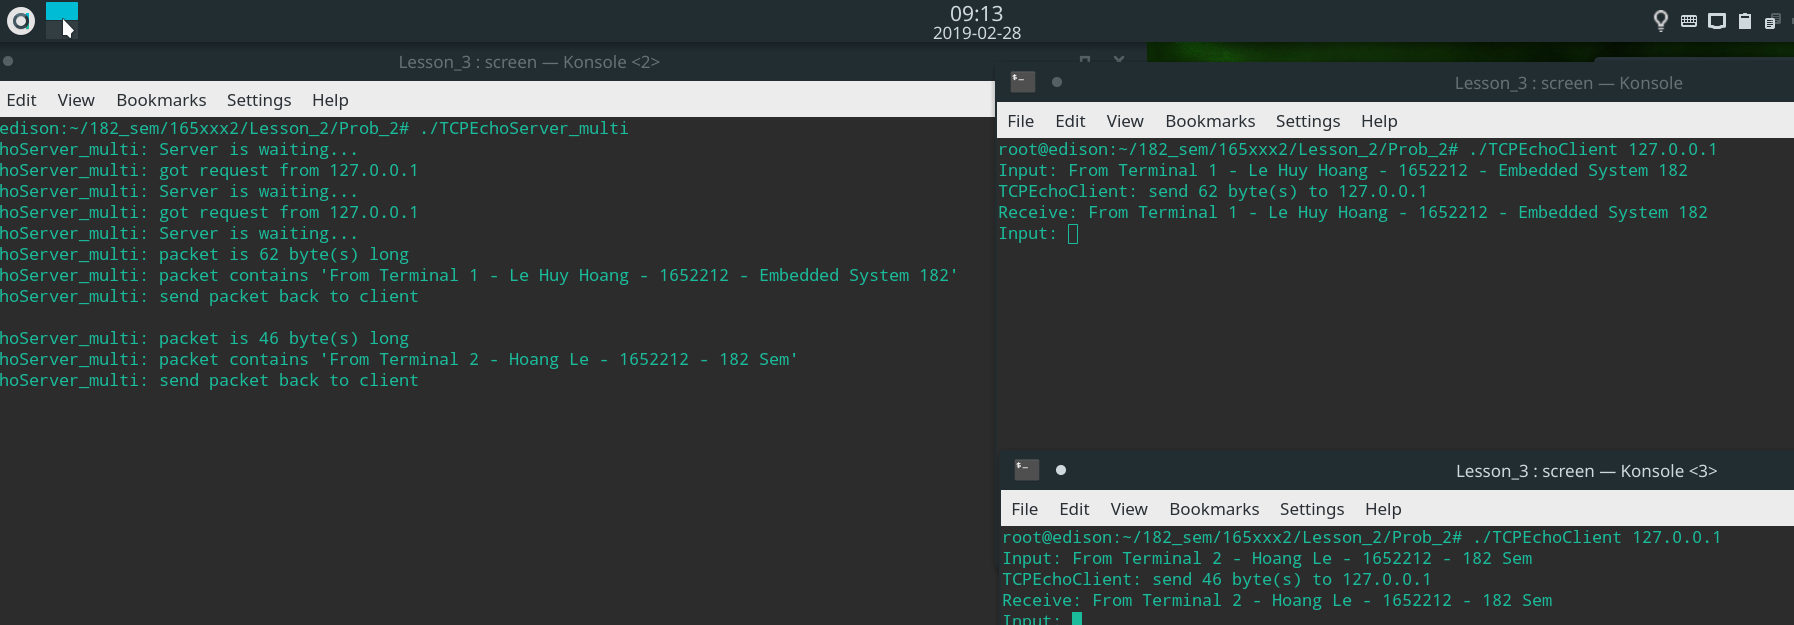 09:13
2019-02-28
Lesson_3 : screen — Konsole <2>
Edit View Bookmarks Settings Help
edison:~/182_sem/165xxx2/Lesson_2/Prob_2# ./TCPEchoServer_multi
hoServer_multi: Server is waiting...
hoServer_multi: got request from 127.0.0.1
hoServer_multi: Server is waiting...
hoServer_multi: got request from 127.0.0.1
hoServer_multi: Server is waiting...
hoServer_multi: packet is 62 byte(s) long
hoServer_multi: packet contains 'From Terminal 1 - Le Huy Hoang - 1652212 - Embedded System 182'
hoServer_multi: send packet back to client
hoServer_multi: packet is 46 byte(s) long
hoServer_multi: packet contains 'From Terminal 2 - Hoang Le - 1652212 - 182 Sem'
hoServer_multi: send packet back to client
Lesson_3 : screen — Konsole
File Edit View Bookmarks Settings Help
root@edison:~/182_sem/165xxx2/Lesson_2/Prob_2# ./TCPEchoClient 127.0.0.1
Input: From Terminal 1 - Le Huy Hoang - 1652212 - Embedded System 182
TCPEchoClient: send 62 byte(s) to 127.0.0.1
Receive: From Terminal 1 - Le Huy Hoang - 1652212 - Embedded System 182
Input:
Lesson_3 : screen — Konsole <3>
File Edit View Bookmarks Settings Help
root@edison:~/182_sem/165xxx2/Lesson_2/Prob_2# ./TCPEchoClient 127.0.0.1
Input: From Terminal 2 - Hoang Le - 1652212 - 182 Sem
TCPEchoClient: send 46 byte(s) to 127.0.0.1
Receive: From Terminal 2 - Hoang Le - 1652212 - 182 Sem
Input: